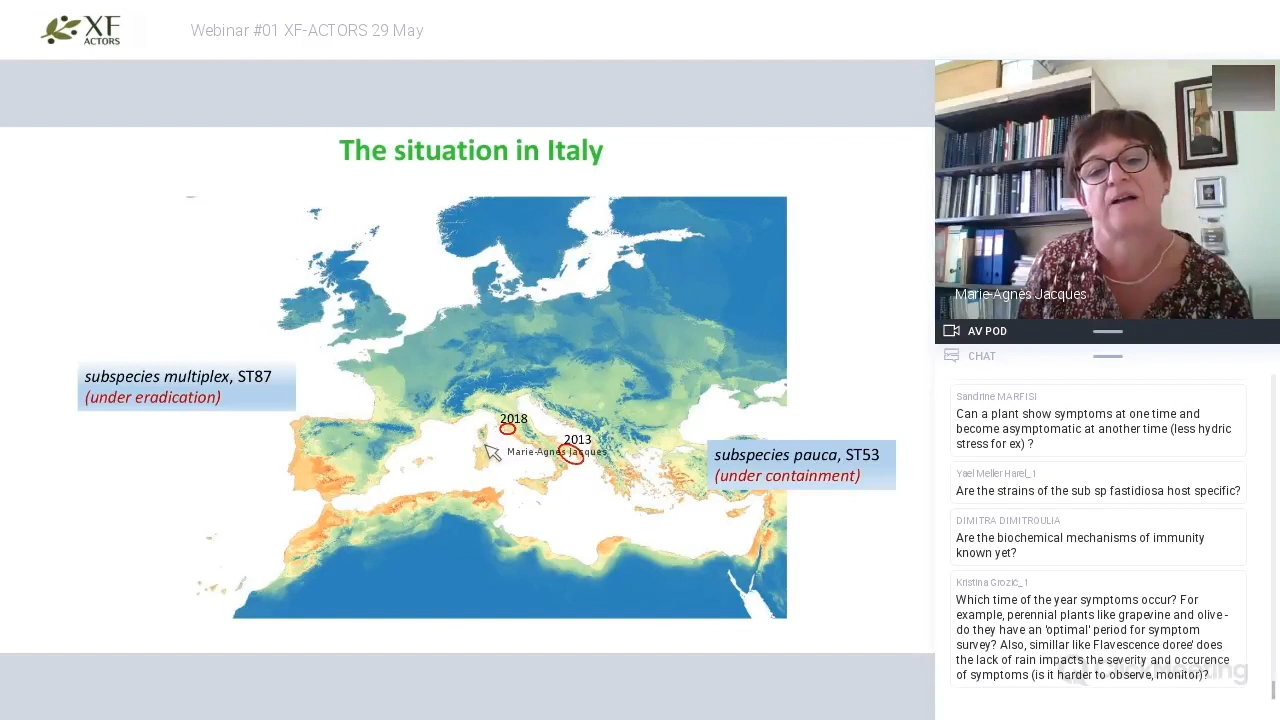 XF
ACTORS
Webinar #01 XF-ACTORS 29 May
The situation in Italy
subspecies multiplex, ST87
(under eradication)
2018
2013
Marie-Agnès Jacques
subspecies pauca, ST53
(under containment)
Marie-Agnès Jacques
AV POD
CHAT
Sandrine MARFISI
Can a plant show symptoms at one time and
become asymptomatic at another time (less hydric
stress for ex) ?
Yael Meller Harel_1
Are the strains of the sub sp fastidiosa host specific?
DIMITRA DIMITROULIA
Are the biochemical mechanisms of immunity
known yet?
Kristina Grozić_1
Which time of the year symptoms occur? For
example, perennial plants like grapevine and olive -
do they have an 'optimal' period for symptom
survey? Also, simillar like Flavescence doree' does
the lack of rain impacts the severity and occurence
of symptoms (is it harder to observe, monitor)?
ClickMeeting